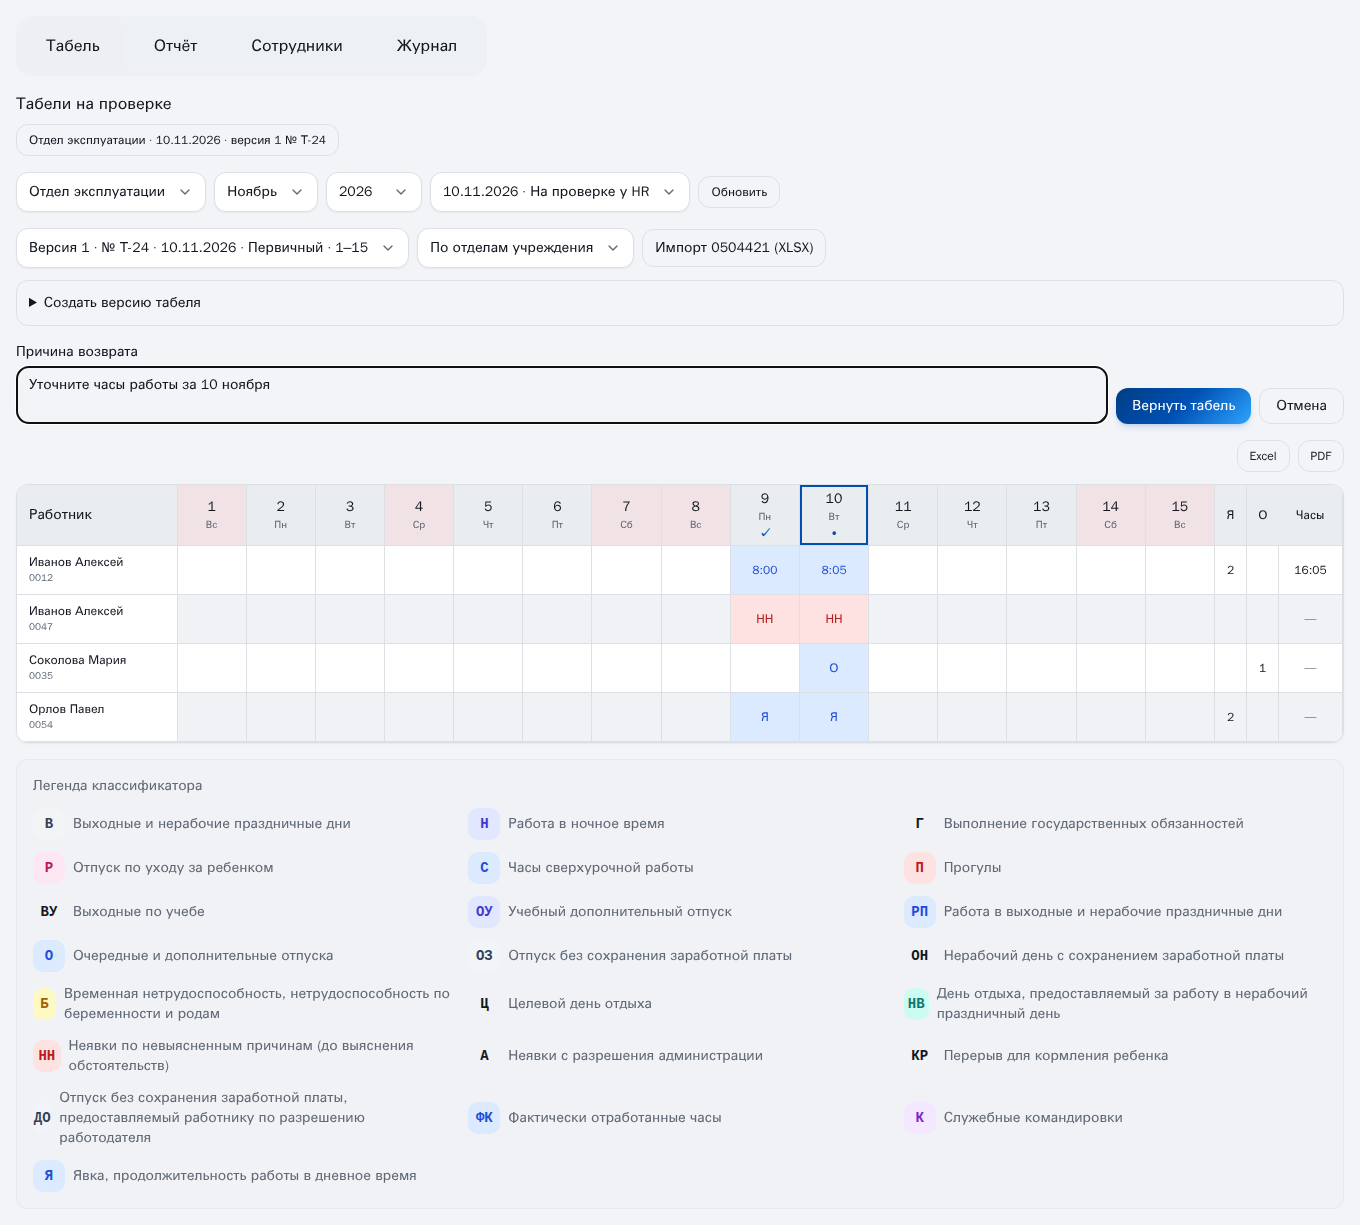 Табель Отчёт Сотрудники Журнал
Табели на проверке
Отдел эксплуатации · 10.11.2026 · версия 1 № Т-24
Отдел эксплуатации Ноябрь 2026 10.11.2026 · На проверке у HR Обновить
Версия 1 · № Т-24 · 10.11.2026 · Первичный · 1–15 По отделам учреждения Импорт 0504421 (XLSX)
▶ Создать версию табеля
Причина возврата
Уточните часы работы за 10 ноября
Вернуть табель Отмена
Excel PDF
Работник 1 2 3 4 5 6 7 8 9 10 11 12 13 14 15 Я О Часы
Вс Пн Вт Ср Чт Пт Сб Вс Пн Вт Ср Чт Пт Сб Вс
✓ •
Иванов Алексей 8:00 8:05 2 16:05
0012
Иванов Алексей НН НН —
0047
Соколова Мария О 1 —
0035
Орлов Павел Я Я 2 —
0054
Легенда классификатора
В Выходные и нерабочие праздничные дни Н Работа в ночное время Г Выполнение государственных обязанностей
Р Отпуск по уходу за ребенком С Часы сверхурочной работы П Прогулы
ВУ Выходные по учебе ОУ Учебный дополнительный отпуск РП Работа в выходные и нерабочие праздничные дни
О Очередные и дополнительные отпуска ОЗ Отпуск без сохранения заработной платы ОН Нерабочий день с сохранением заработной платы
Б Временная нетрудоспособность, нетрудоспособность по
беременности и родам
Ц Целевой день отдыха
НВ День отдыха, предоставляемый за работу в нерабочий
праздничный день
НН Неявки по невыясненным причинам (до выяснения
обстоятельств)
А Неявки с разрешения администрации
КР Перерыв для кормления ребенка
ДО Отпуск без сохранения заработной платы,
предоставляемый работнику по разрешению
работодателя
ФК Фактически отработанные часы
К Служебные командировки
Я Явка, продолжительность работы в дневное время